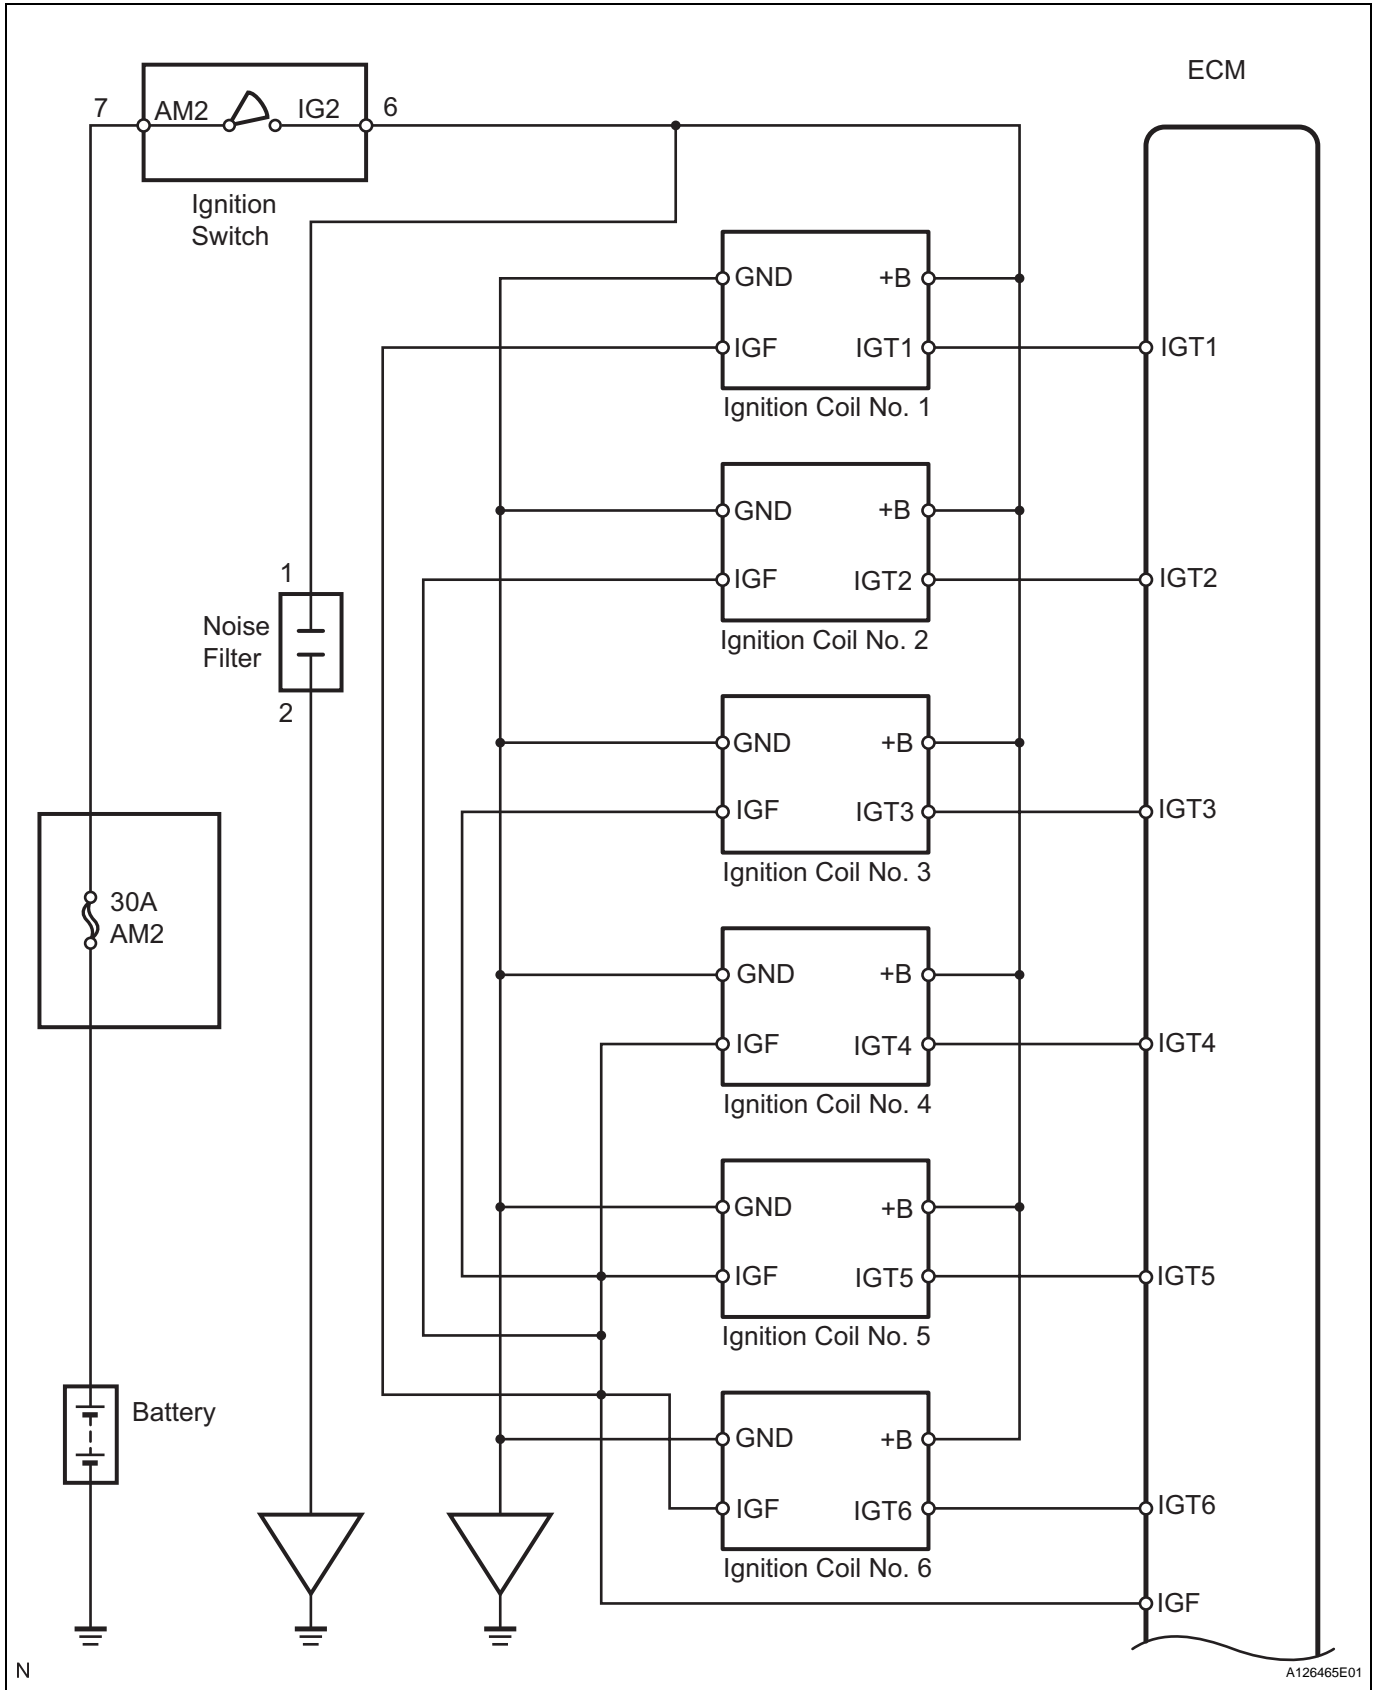 ECM
7
AM2
IG2
6
Ignition
Switch
GND
+B
IGF
IGT1
IGT1
Ignition Coil No. 1
GND
+B
IGF
IGT2
IGT2
Ignition Coil No. 2
1
Noise
Filter
2
GND
+B
IGF
IGT3
IGT3
Ignition Coil No. 3
30A
AM2
GND
+B
IGF
IGT4
IGT4
Ignition Coil No. 4
GND
+B
IGF
IGT5
IGT5
Ignition Coil No. 5
Battery
GND
+B
IGF
IGT6
IGT6
Ignition Coil No. 6
IGF
N
A126465E01